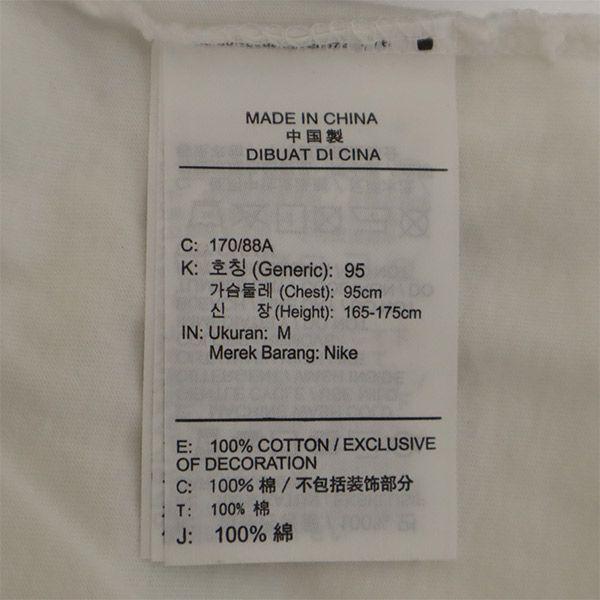 MADE IN CHINA
中国製
DIBUAT DI CINA
C: 170/88A
K: 호칭 (Generic): 95
가슴둘레 (Chest): 95cm
신 장 (Height): 165-175cm
IN: Ukuran: M
Merek Barang: Nike
E: 100% COTTON / EXCLUSIVE
OF DECORATION
C: 100% 棉 / 不包括装饰部分
T: 100% 棉
J: 100% 綿